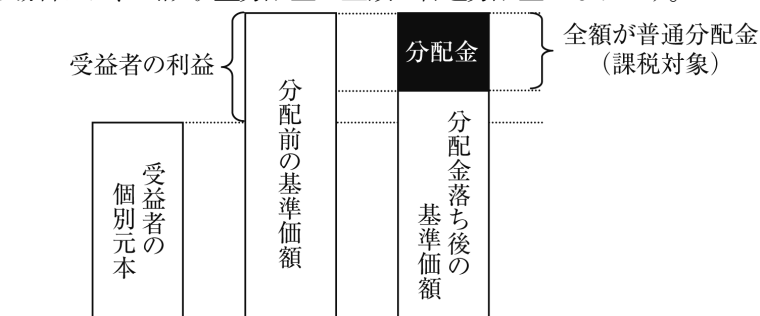 受益者の利益
分配金
全額が普通分配金
（課税対象）
受益者の
個別元本
分配前の基準価額
分配金落ち後の
基準価額